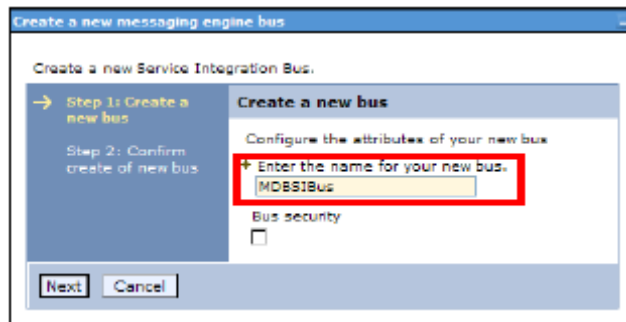 Create a new messaging engine bus
Create a new Service Integration Bus.
Step 1: Create a
new bus
Step 2: Confirm
create of new bus
Create a new bus
Configure the attributes of your new bus
Enter the name for your new bus.
MDBSIBus
Bus security
Next
Cancel